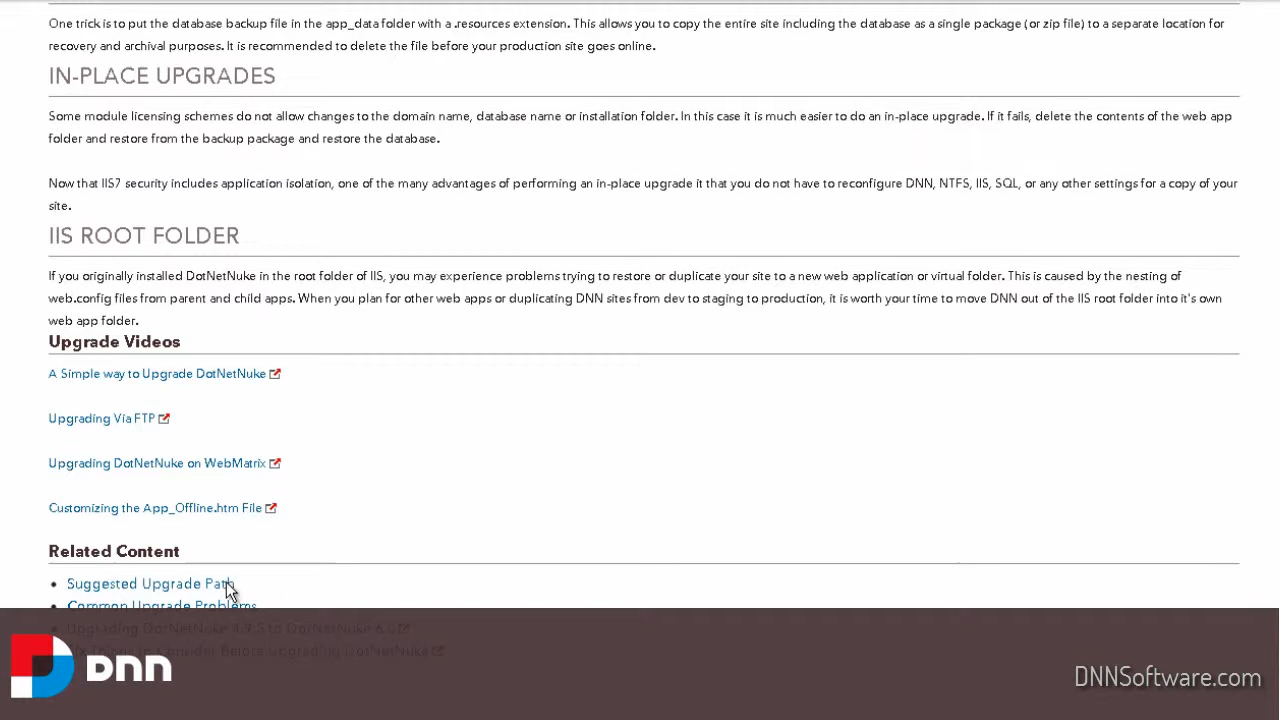 One trick is to put the database backup file in the app_data folder with a .resources extension. This allows you to copy the entire site including the database as a single package (or zip file) to a separate location for
recovery and archival purposes. It is recommended to delete the file before your production site goes online.
IN-PLACE UPGRADES
Some module licensing schemes do not allow changes to the domain name, database name or installation folder. In this case it is much easier to do an in-place upgrade. If it fails, delete the contents of the web app
folder and restore from the backup package and restore the database.
Now that IIS7 security includes application isolation, one of the many advantages of performing an in-place upgrade it that you do not have to reconfigure DNN, NTFS, IIS, SQL, or any other settings for a copy of your
site.
IIS ROOT FOLDER
If you originally installed DotNetNuke in the root folder of IIS, you may experience problems trying to restore or duplicate your site to a new web application or virtual folder. This is caused by the nesting of
web.config files from parent and child apps. When you plan for other web apps or duplicating DNN sites from dev to staging to production, it is worth your time to move DNN out of the IIS root folder into it's own
web app folder.
Upgrade Videos
A Simple way to Upgrade DotNetNuke
Upgrading Via FTP
Upgrading DotNetNuke on WebMatrix
Customizing the App_Offline.htm File
Related Content
Suggested Upgrade Path
Common Upgrade Problems
Upgrading DotNetNuke 4.9.5 to DotNetNuke 6.0
Consider Before Upgrading DotNetNuke
DNN
DNNSoftware.com